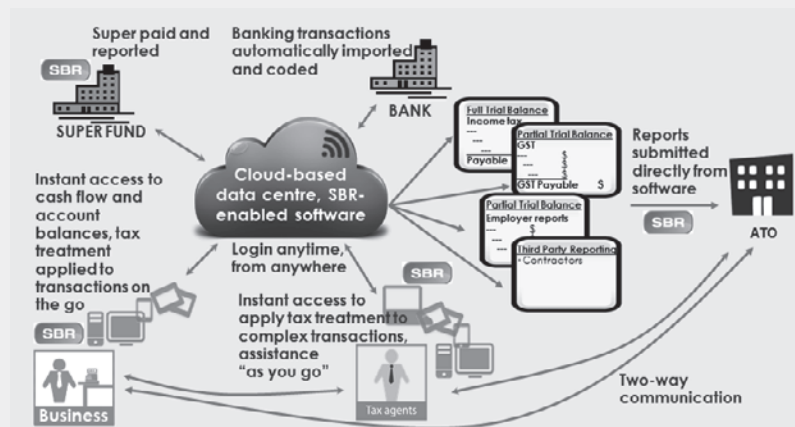 Super paid and
reported
SBR
SUPER FUND
Banking transactions
automatically imported
and coded
BANK
Cloud-based
data centre, SBR-
enabled software
Full Trial Balance
Income tax
---
---
---
Payable
Partial Trial Balance
GST
--- $
--- $
--- $
GST Payable $
Partial Trial Balance
Employer reports
--- $
---
---
Third Party Reporting
- Contractors
Reports
submitted
directly from
software
SBR
ATO
Instant access to
cash flow and
account
balances, tax
treatment
applied to
transactions on
the go
SBR
Business
Login anytime,
from anywhere
SBR
Instant access to
apply tax treatment to
complex transactions,
assistance
"as you go"
Tax agents
Two-way
communication